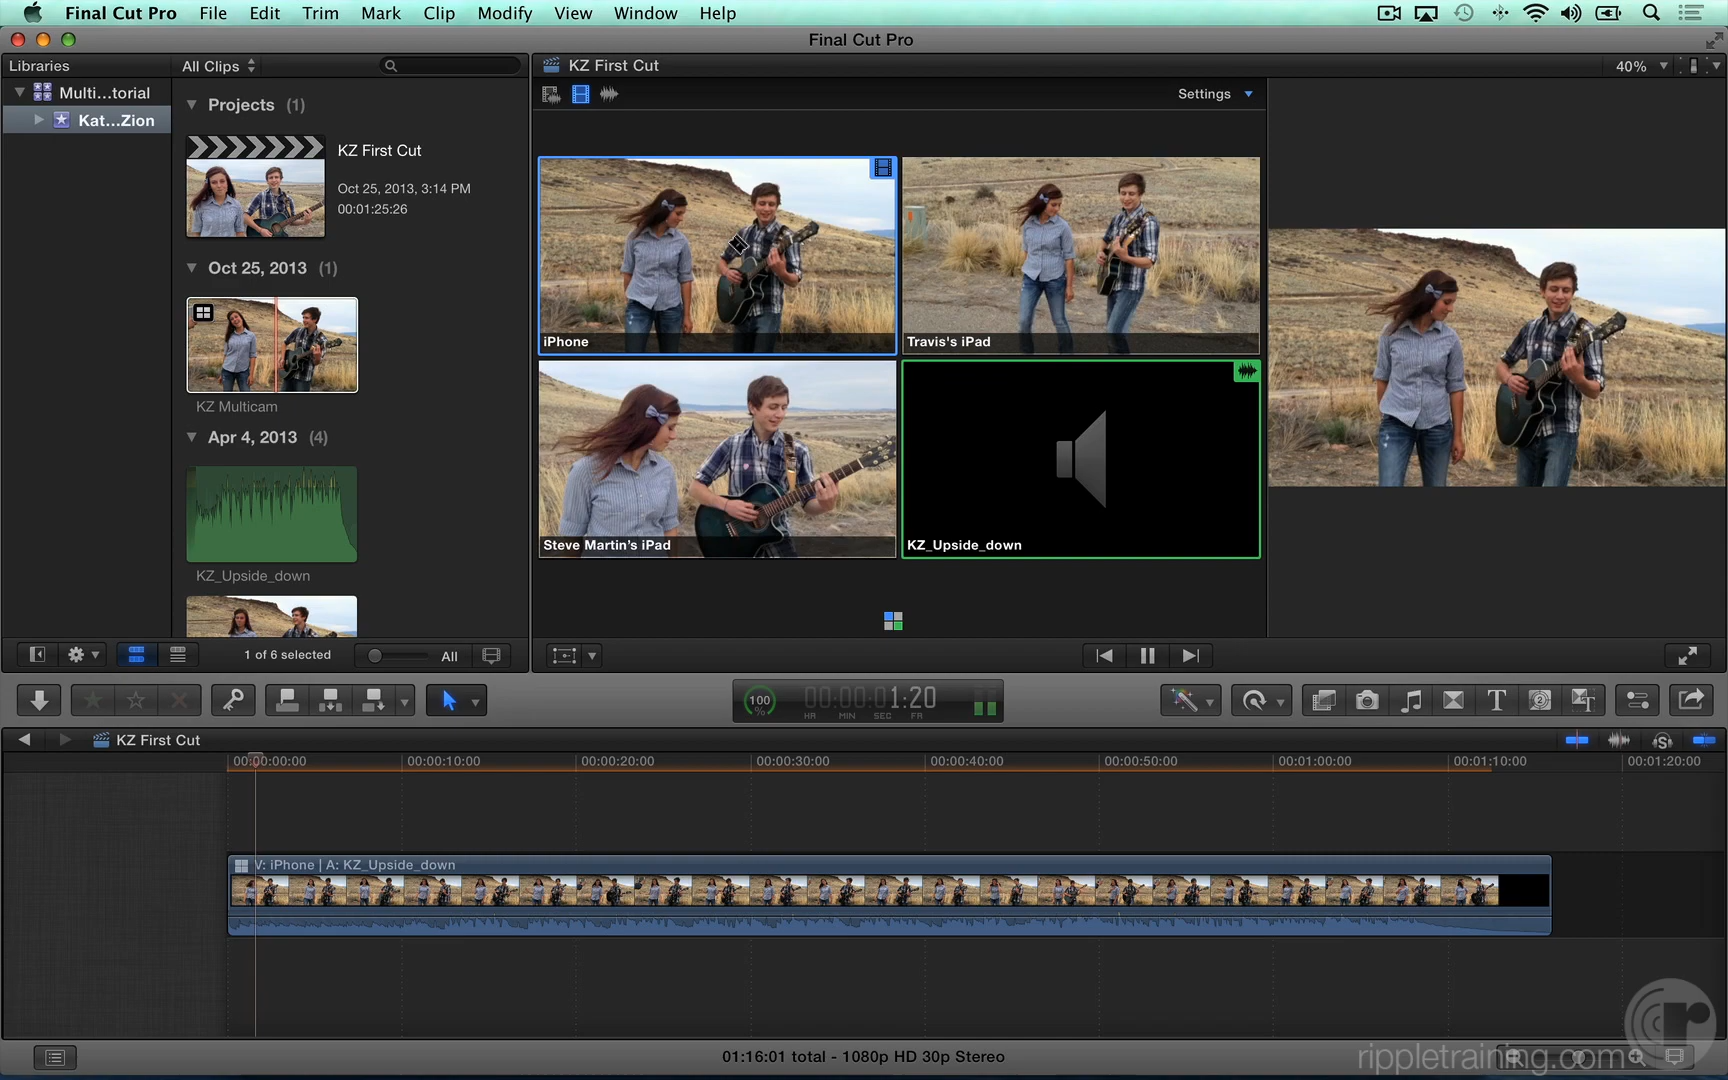 Final Cut Pro File Edit Trim Mark Clip Modify View Window Help
Final Cut Pro
Libraries
All Clips
KZ First Cut
40%
Multi...torial
Kat...Zion
Projects (1)
KZ First Cut
Oct 25, 2013, 3:14 PM
00:01:25:26
Oct 25, 2013 (1)
KZ Multicam
Apr 4, 2013 (4)
KZ_Upside_down
Settings
iPhone
Travis's iPad
Steve Martin's iPad
KZ_Upside_down
1 of 6 selected
All
100
%
00:00:01:20
HR MIN SEC FR
T
2
T
KZ First Cut
S
00:00:00:00
00:00:10:00
00:00:20:00
00:00:30:00
00:00:40:00
00:00:50:00
00:01:00:00
00:01:10:00
00:01:20:00
V: iPhone | A: KZ_Upside_down
01:16:01 total - 1080p HD 30p Stereo
r
rippletraining.com